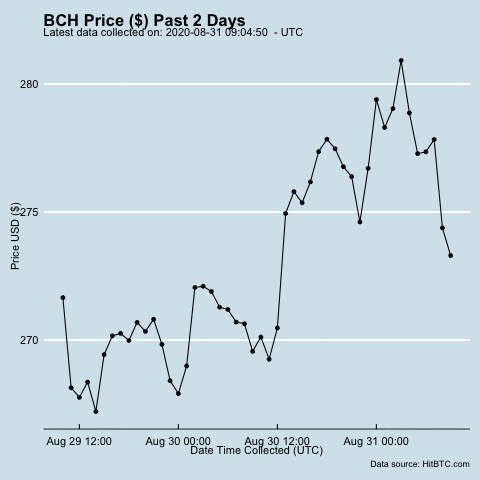 BCH Price ($) Past 2 Days
Latest data collected on: 2020-08-31 09:04:50 - UTC
280
275
270
Price USD ($)
Aug 29 12:00 Aug 30 00:00 Aug 30 12:00 Aug 31 00:00
Date Time Collected (UTC)
Data source: HitBTC.com